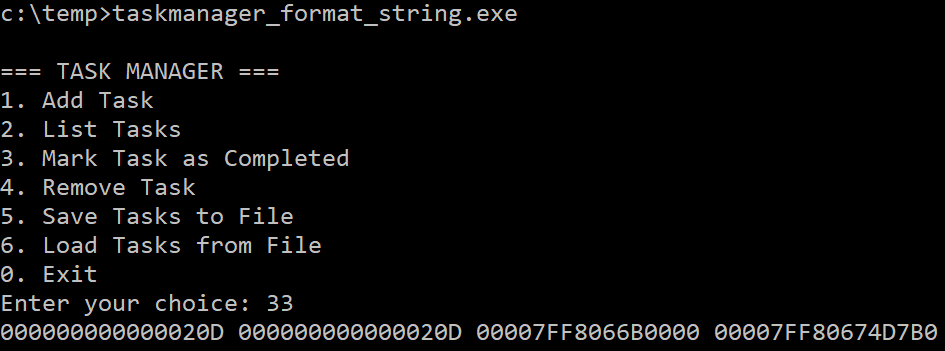 c:\temp>taskmanager_format_string.exe
=== TASK MANAGER ===
1. Add Task
2. List Tasks
3. Mark Task as Completed
4. Remove Task
5. Save Tasks to File
6. Load Tasks from File
0. Exit
Enter your choice: 33
000000000000020D 000000000000020D 00007FF8066B0000 00007FF80674D7B0